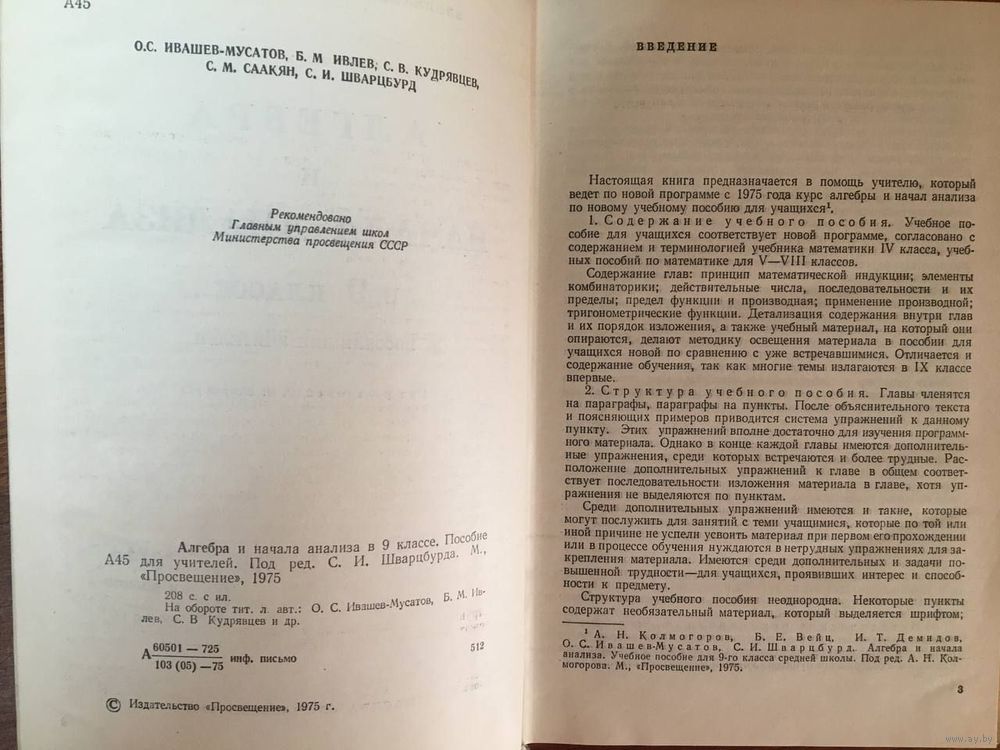 А45
О.С. ИВАШЕВ-МУСАТОВ, Б. М ИВЛЕВ, С. В. КУДРЯВЦЕВ,
С. М. СААКЯН, С. И. ШВАРЦБУРД
Рекомендовано
Главным управлением школ
Министерства просвещения СССР
Алгебра и начала анализа в 9 классе. Пособие
А45 для учителей. Под ред. С. И. Шварцбурда. М.,
«Просвещение», 1975
208 с. с ил.
На обороте тит. л. авт.: О. С. Ивашев-Мусатов, Б. М. Ив-
лев, С. В Кудрявцев и др.
А 60501 — 725
103 (05) —75 инф. письмо 512
© Издательство «Просвещение», 1975 г.
ВВЕДЕНИЕ
Настоящая книга предназначается в помощь учителю, который
ведет по новой программе с 1975 года курс алгебры и начал анализа
по новому учебному пособию для учащихся¹.
1. Содержание учебного пособия. Учебное по-
собие для учащихся соответствует новой программе, согласовано с
содержанием и терминологией учебника математики IV класса, учеб-
ных пособий по математике для V—VIII классов.
Содержание глав: принцип математической индукции; элементы
комбинаторики; действительные числа, последовательности и их
пределы; предел функции и производная; применение производной;
тригонометрические функции. Детализация содержания внутри глав
и их порядок изложения, а также учебный материал, на который они
опираются, делают методику освещения материала в пособии для
учащихся новой по сравнению с уже встречавшимися. Отличается и
содержание обучения, так как многие темы излагаются в IX классе
впервые.
2. Структура учебного пособия. Главы членятся
на параграфы, параграфы на пункты. После объяснительного текста
и поясняющих примеров приводится система упражнений к данному
пункту. Этих упражнений вполне достаточно для изучения программ-
ного материала. Однако в конце каждой главы имеются дополнитель-
ные упражнения, среди которых встречаются и более трудные. Рас-
положение дополнительных упражнений к главе в общем соответ-
ствует последовательности изложения материала в главе, хотя уп-
ражнения не выделяются по пунктам.
Среди дополнительных упражнений имеются и такие, которые
могут послужить для занятий с теми учащимися, которые по той или
иной причине не успели усвоить материал при первом его прохождении
или в процессе обучения нуждаются в нетрудных упражнениях для за-
крепления материала. Имеются среди дополнительных и задачи по-
вышенной трудности—для учащихся, проявивших интерес и способ-
ности к предмету.
Структура учебного пособия неоднородна. Некоторые пункты
содержат необязательный материал, который выделяется шрифтом;
¹ А. Н. Колмогоров, Б. Е. Вейц, И. Т. Демидов,
О. С. Ивашев-Мусатов, С. И. Шварцбурд. Алгебра и начала
анализа. Учебное пособие для 9-го класса средней школы. Под ред. А. Н. Кол-
могорова. М., «Просвещение», 1975.
3
www.ay.by